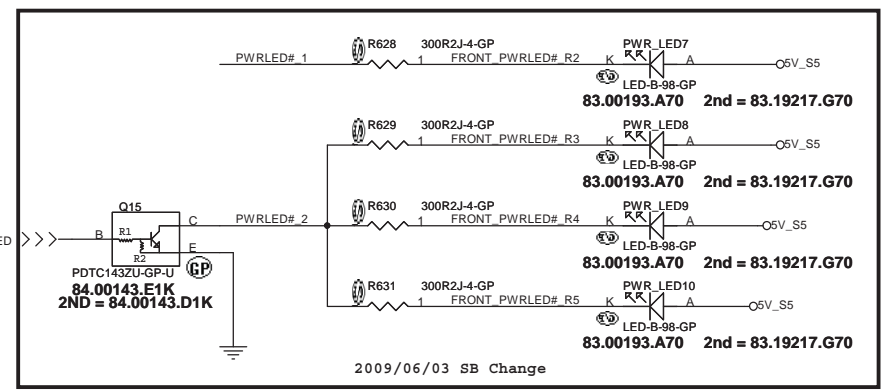 R628 300R2J-4-GP PWR_LED7
PWRLED#_1 1 FRONT_PWRLED#_R2 K A 5V_S5
LED-B-98-GP
83.00193.A70 2nd = 83.19217.G70
R629 300R2J-4-GP PWR_LED8
1 FRONT_PWRLED#_R3 K A 5V_S5
LED-B-98-GP
83.00193.A70 2nd = 83.19217.G70
Q15 R630 300R2J-4-GP PWR_LED9
B R1 C PWRLED#_2 1 FRONT_PWRLED#_R4 K A 5V_S5
R2 E GP LED-B-98-GP
PDTC143ZU-GP-U 83.00193.A70 2nd = 83.19217.G70
84.00143.E1K
2ND = 84.00143.D1K
R631 300R2J-4-GP PWR_LED10
1 FRONT_PWRLED#_R5 K A 5V_S5
LED-B-98-GP
83.00193.A70 2nd = 83.19217.G70
2009/06/03 SB Change